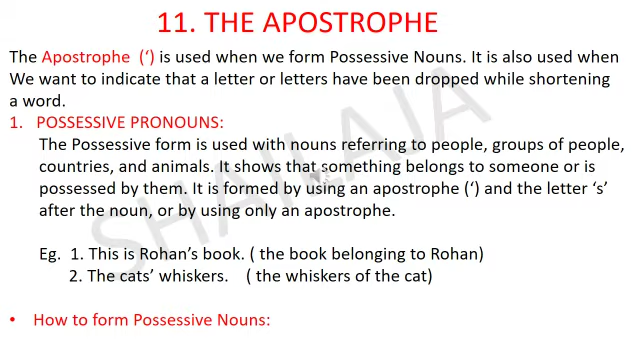 11. THE APOSTROPHE
The Apostrophe (‘) is used when we form Possessive Nouns. It is also used when
We want to indicate that a letter or letters have been dropped while shortening
a word.
1. POSSESSIVE PRONOUNS:
The Possessive form is used with nouns referring to people, groups of people,
countries, and animals. It shows that something belongs to someone or is
possessed by them. It is formed by using an apostrophe (‘) and the letter ‘s’
after the noun, or by using only an apostrophe.
Eg. 1. This is Rohan’s book. ( the book belonging to Rohan)
2. The cats’ whiskers. ( the whiskers of the cat)
• How to form Possessive Nouns:
SHAILAJA